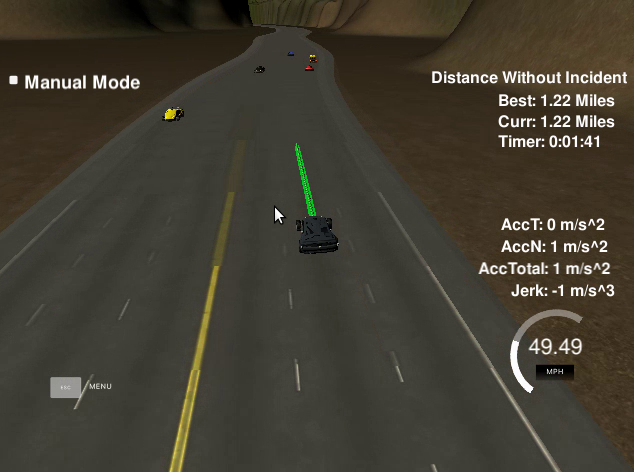 Manual Mode
Distance Without Incident
Best: 1.22 Miles
Curr: 1.22 Miles
Timer: 0:01:41
AccT: 0 m/s^2
AccN: 1 m/s^2
AccTotal: 1 m/s^2
Jerk: -1 m/s^3
49.49
MPH
ESC MENU